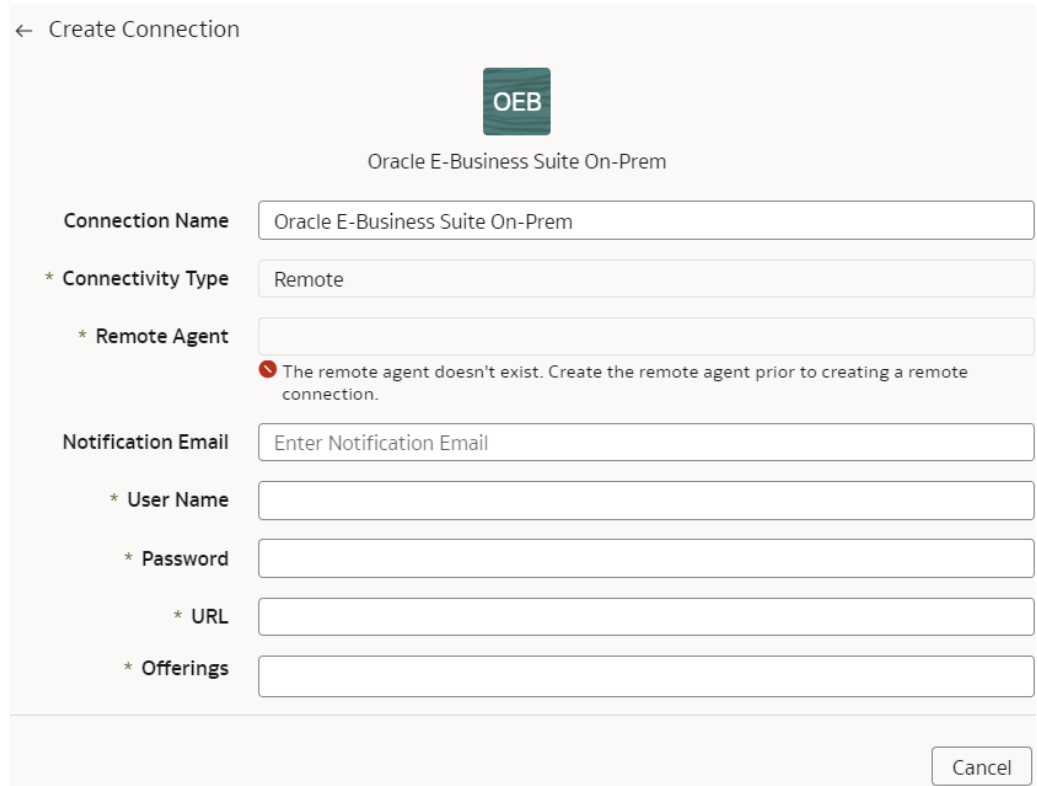 ← Create Connection
OEB
Oracle E-Business Suite On-Prem
Connection Name Oracle E-Business Suite On-Prem
* Connectivity Type Remote
* Remote Agent
The remote agent doesn't exist. Create the remote agent prior to creating a remote
connection.
Notification Email Enter Notification Email
* User Name
* Password
* URL
* Offerings
Cancel